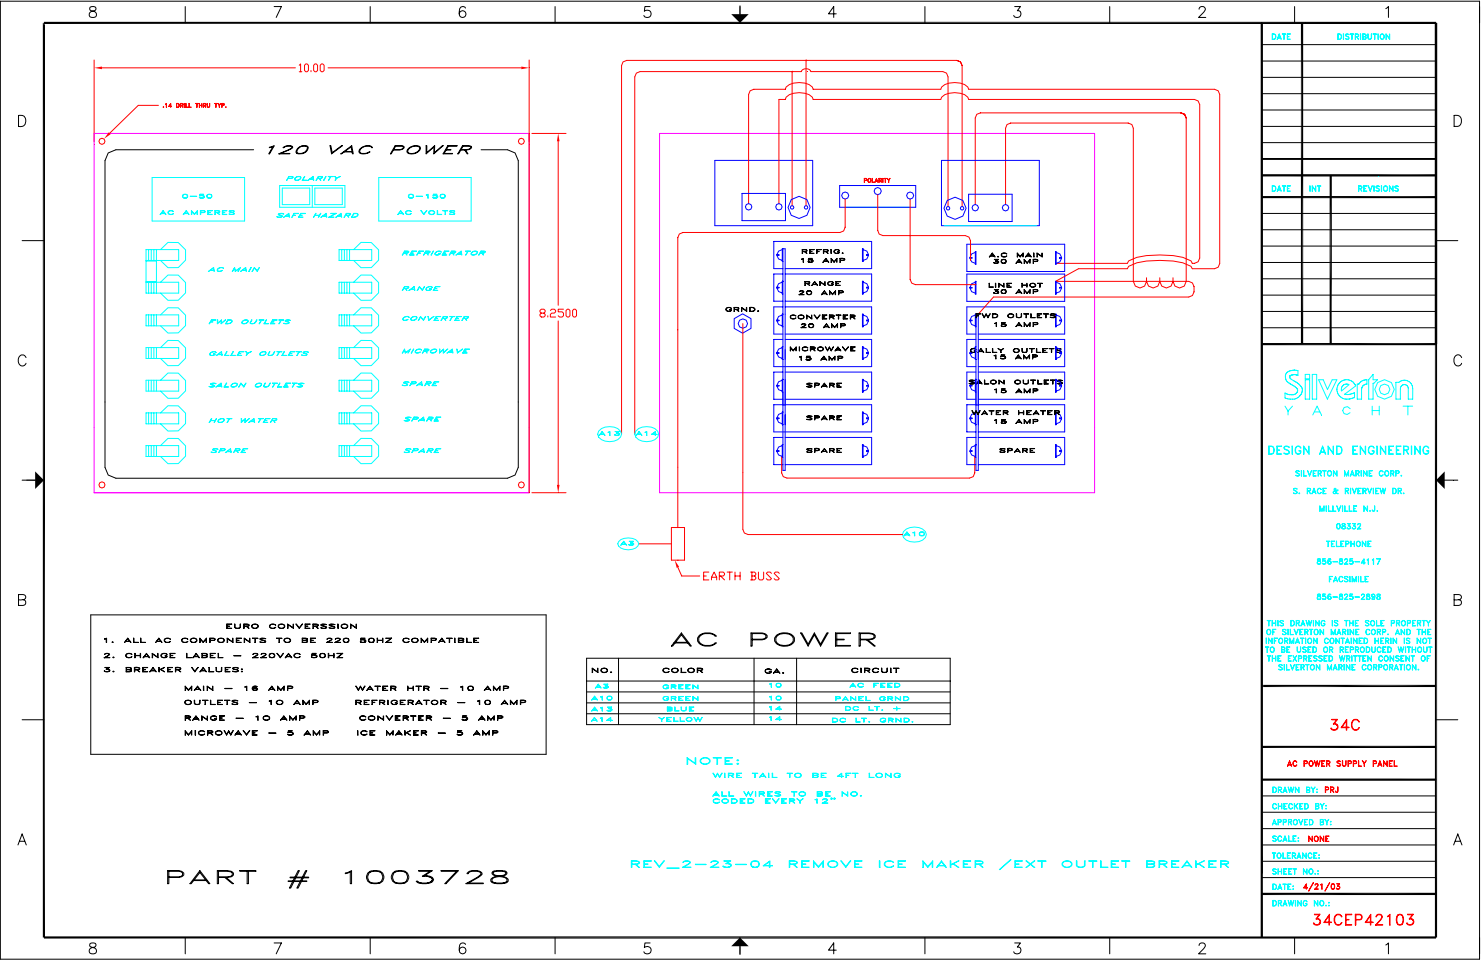 8 7 6 5 4 3 2 1
D
C
B
A
10.00
.14 DRILL THRU TYP.
120 VAC POWER
0-50
AC AMPERES
POLARITY
SAFE HAZARD
0-150
AC VOLTS
AC MAIN
REFRIGERATOR
RANGE
FWD OUTLETS
CONVERTER
GALLEY OUTLETS
MICROWAVE
SALON OUTLETS
SPARE
HOT WATER
SPARE
SPARE
SPARE
8.2500
POLARITY
REFRIG.
15 AMP
A.C MAIN
30 AMP
RANGE
20 AMP
LINE HOT
30 AMP
GRND.
CONVERTER
20 AMP
FWD OUTLETS
15 AMP
MICROWAVE
15 AMP
GALLY OUTLETS
15 AMP
SPARE
SALON OUTLETS
15 AMP
SPARE
WATER HEATER
15 AMP
SPARE
SPARE
A13
A14
A3
A10
EARTH BUSS
EURO CONVERSSION
1. ALL AC COMPONENTS TO BE 220 50HZ COMPATIBLE
2. CHANGE LABEL - 220VAC 50HZ
3. BREAKER VALUES:
MAIN - 16 AMP WATER HTR - 10 AMP
OUTLETS - 10 AMP REFRIGERATOR - 10 AMP
RANGE - 10 AMP CONVERTER - 5 AMP
MICROWAVE - 5 AMP ICE MAKER - 5 AMP
AC POWER
NO. COLOR GA. CIRCUIT
A3 GREEN 10 AC FEED
A10 GREEN 10 PANEL GRND
A13 BLUE 14 DC LT. +
A14 YELLOW 14 DC LT. GRND.
NOTE:
WIRE TAIL TO BE 4FT LONG
ALL WIRES TO BE NO.
CODED EVERY 12"
PART # 1003728
REV_2-23-04 REMOVE ICE MAKER /EXT OUTLET BREAKER
DATE DISTRIBUTION
DATE INT REVISIONS
Silverton
YACHT
DESIGN AND ENGINEERING
SILVERTON MARINE CORP.
S. RACE & RIVERVIEW DR.
MILLVILLE N.J.
08332
TELEPHONE
856-825-4117
FACSIMILE
856-825-2898
THIS DRAWING IS THE SOLE PROPERTY
OF SILVERTON MARINE CORP. AND THE
INFORMATION CONTAINED HERIN IS NOT
TO BE USED OR REPRODUCED WITHOUT
THE EXPRESSED WRITTEN CONSENT OF
SILVERTON MARINE CORPORATION.
34C
AC POWER SUPPLY PANEL
DRAWN BY: PRJ
CHECKED BY:
APPROVED BY:
SCALE: NONE
TOLERANCE:
SHEET NO.:
DATE: 4/21/03
DRAWING NO.:
34CEP42103
D
C
B
A
8 7 6 5 4 3 2 1